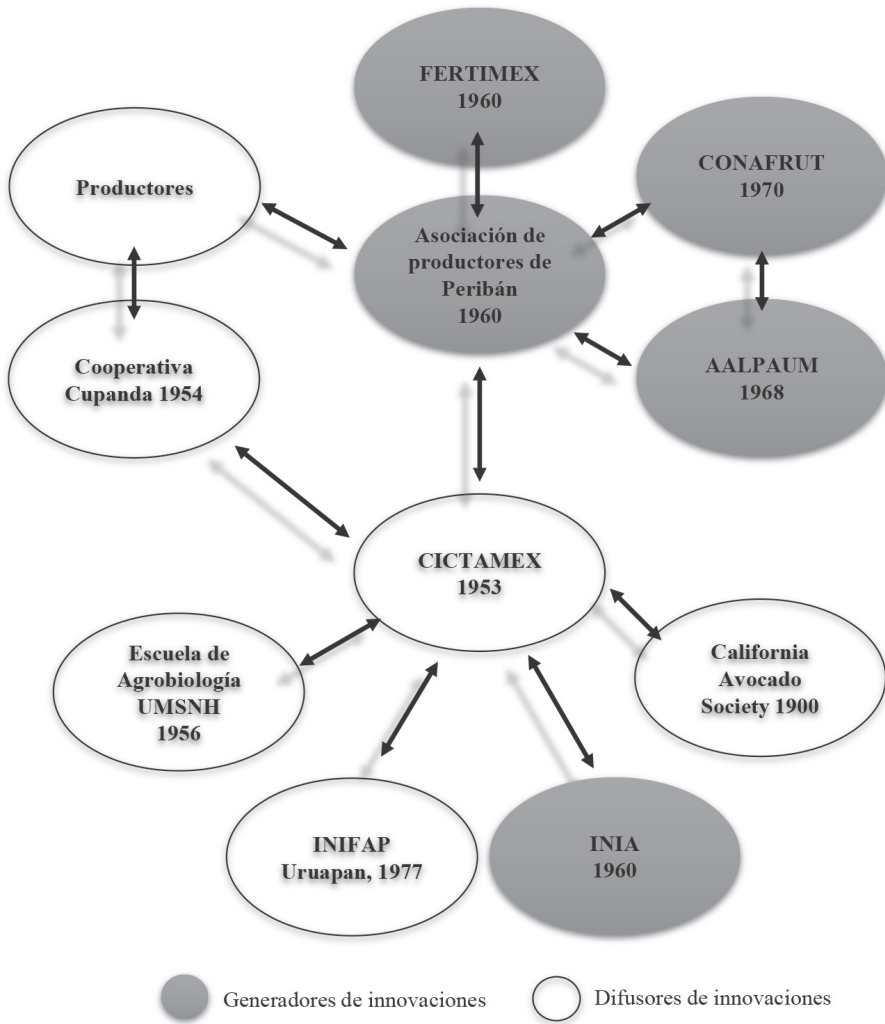 FERTIMEX
1960
CONAFRUT
1970
Productores
Asociación de
productores de
Peribán
1960
Cooperativa
Cupanda 1954
AALPAUM
1968
CICTAMEX
1953
Escuela de
Agrobiología
UMSNH
1956
California
Avocado
Society 1900
INIFAP
Uruapan, 1977
INIA
1960
Generadores de innovaciones
Difusores de innovaciones